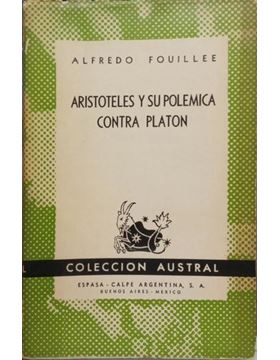 ALFREDO FOUILLEE
ARISTOTELES Y SU POLEMICA
CONTRA PLATON
COLECCION AUSTRAL
ESPASA - CALPE ARGENTINA, S. A.
BUENOS AIRES - MEXICO